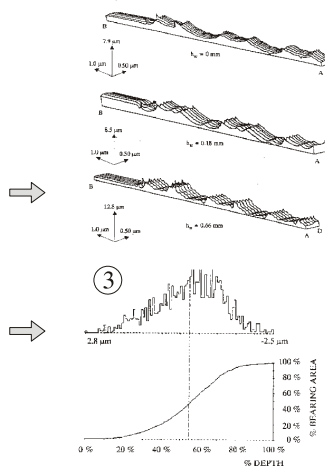 B
A
7.9 µm
1.0 µm
0.50 µm
= 0 mm
B
A
6.5 µm
1.0 µm
0.50 µm
= 0.18 mm
B
A
D
12.8 µm
1.0 µm
0.50 µm
= 0.66 mm
3
2.8 µm
-2.5 µm
100 %
80 %
60 %
40 %
20 %
0 %
% BEARING AREA
0 %
20 %
40 %
60 %
80 %
100 %
% DEPTH